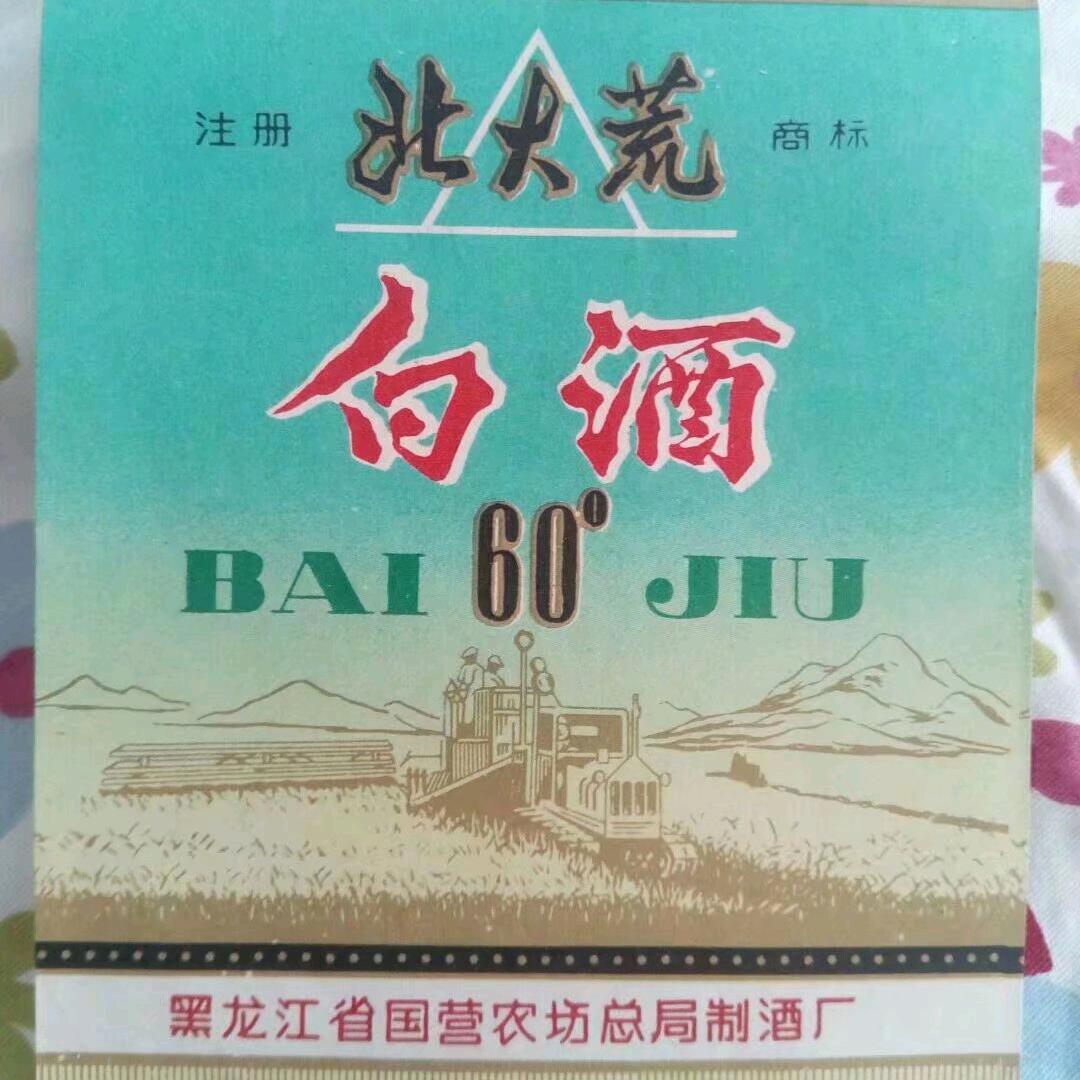 注册 北大荒 商标
白酒
BAI 60° JIU
黑龙江省国营农坊总局制酒厂